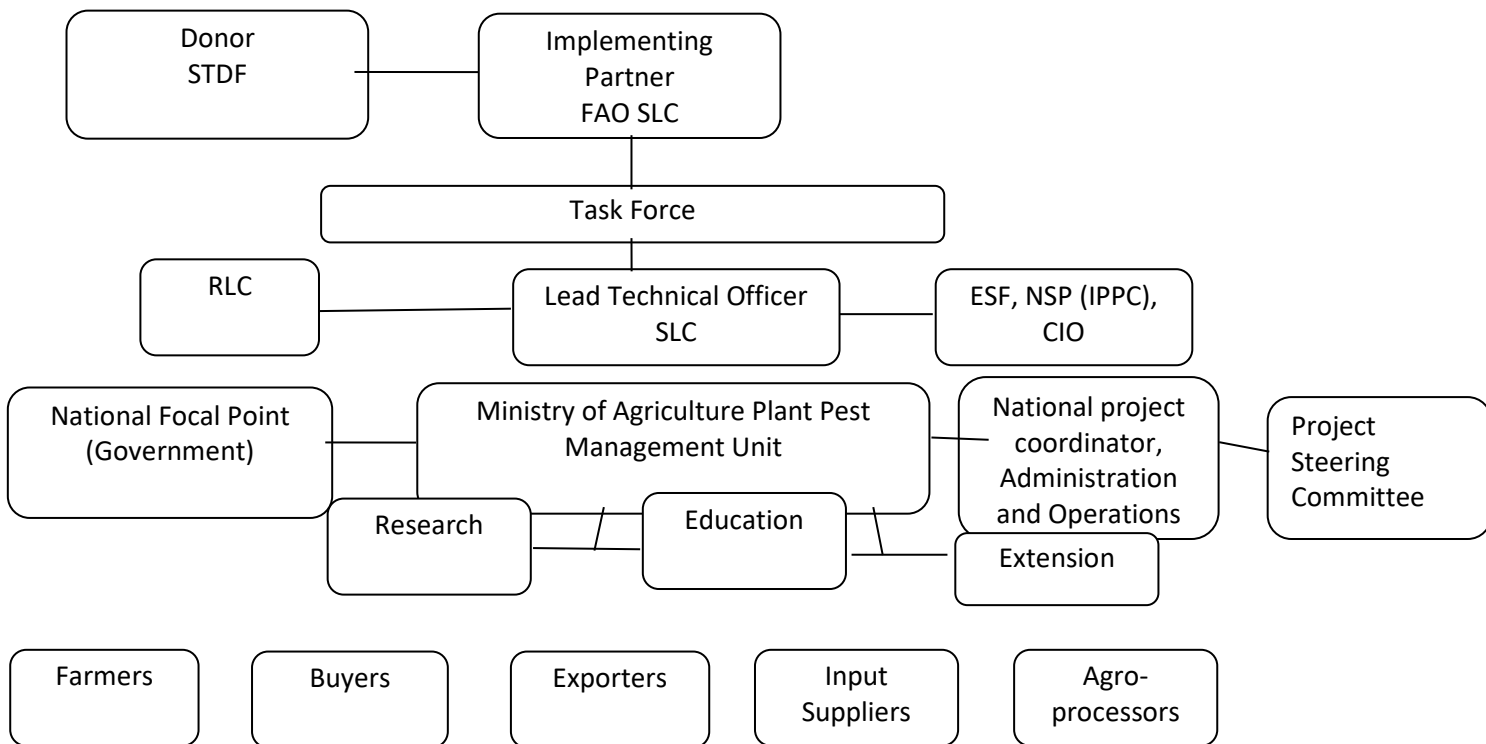 Donor
STDF
Implementing
Partner
FAO SLC
Task Force
RLC
Lead Technical Officer
SLC
ESF, NSP (IPPC),
CIO
National Focal Point
(Government)
Ministry of Agriculture Plant Pest
Management Unit
National project
coordinator,
Administration
and Operations
Project
Steering
Committee
Research
Education
Extension
Farmers
Buyers
Exporters
Input
Suppliers
Agro-
processors